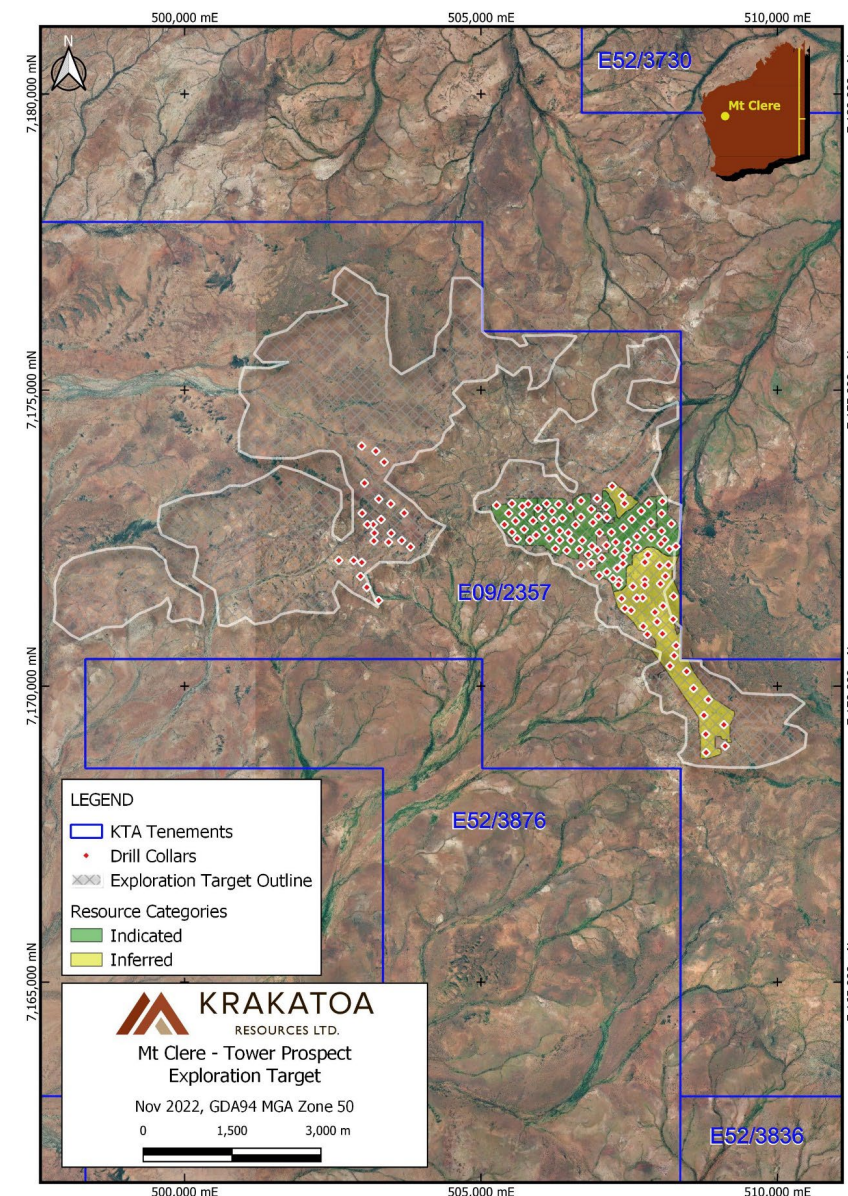 500,000 mE
505,000 mE
510,000 mE
N
E52/3730
7,180,000 mN
Mt Clere
7,175,000 mN
E09/2357
7,170,000 mN
E52/3876
LEGEND
KTA Tenements
Drill Collars
Exploration Target Outline
Resource Categories
Indicated
Inferred
7,165,000 mN
KRAKATOA
RESOURCES LTD.
Mt Clere - Tower Prospect
Exploration Target
Nov 2022, GDA94 MGA Zone 50
0
1,500
3,000 m
E52/3836
500,000 mE
505,000 mE
510,000 mE